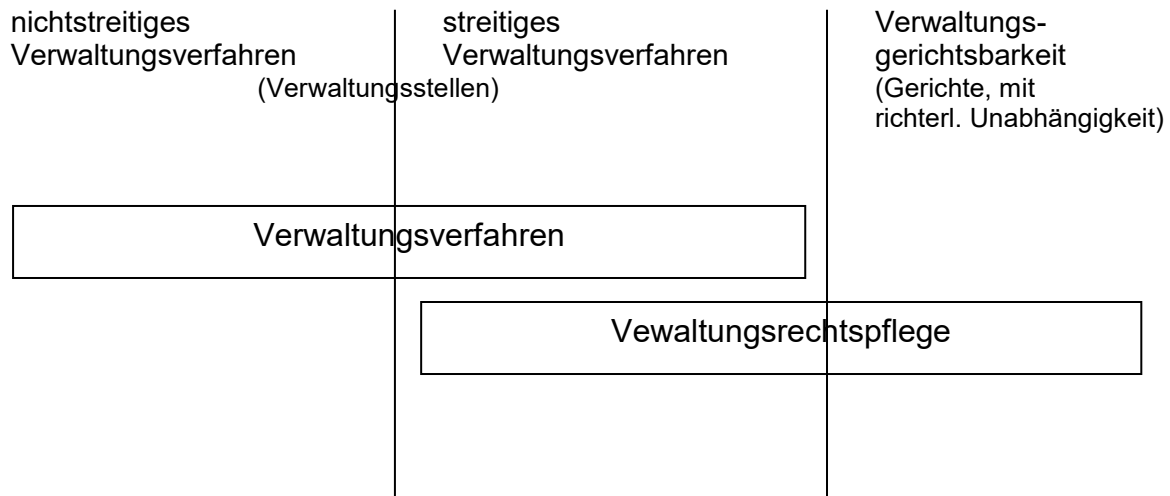 nichtstreitiges
Verwaltungsverfahren
streitiges
Verwaltungsverfahren
(Verwaltungsstellen)
Verwaltungs-
gerichtsbarkeit
(Gerichte, mit
richterl. Unabhängigkeit)
Verwaltungsverfahren
Vewaltungsrechtspflege